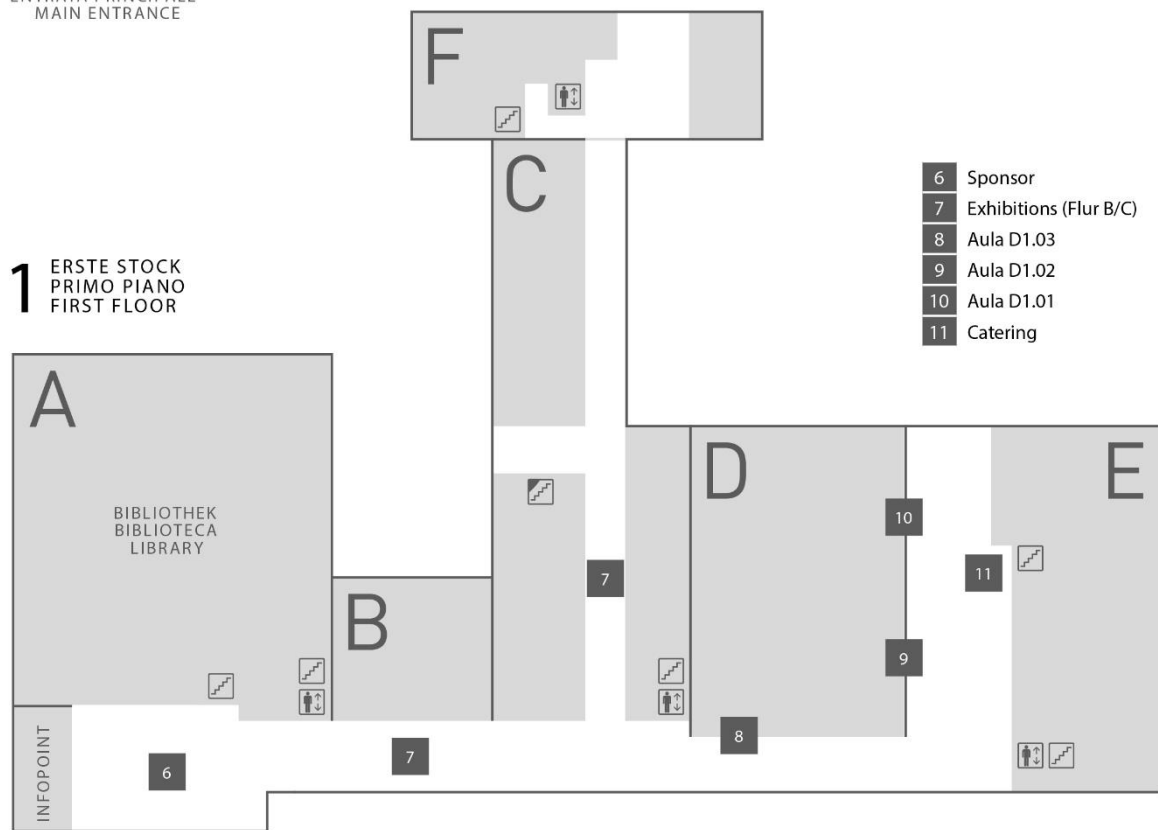 MAIN ENTRANCE
F
C
6 Sponsor
7 Exhibitions (Flur B/C)
8 Aula D1.03
9 Aula D1.02
10 Aula D1.01
11 Catering
1
ERSTE STOCK
PRIMO PIANO
FIRST FLOOR
A
BIBLIOTHEK
BIBLIOTECA
LIBRARY
B
D
E
10
11
7
9
8
7
6
INFOPOINT